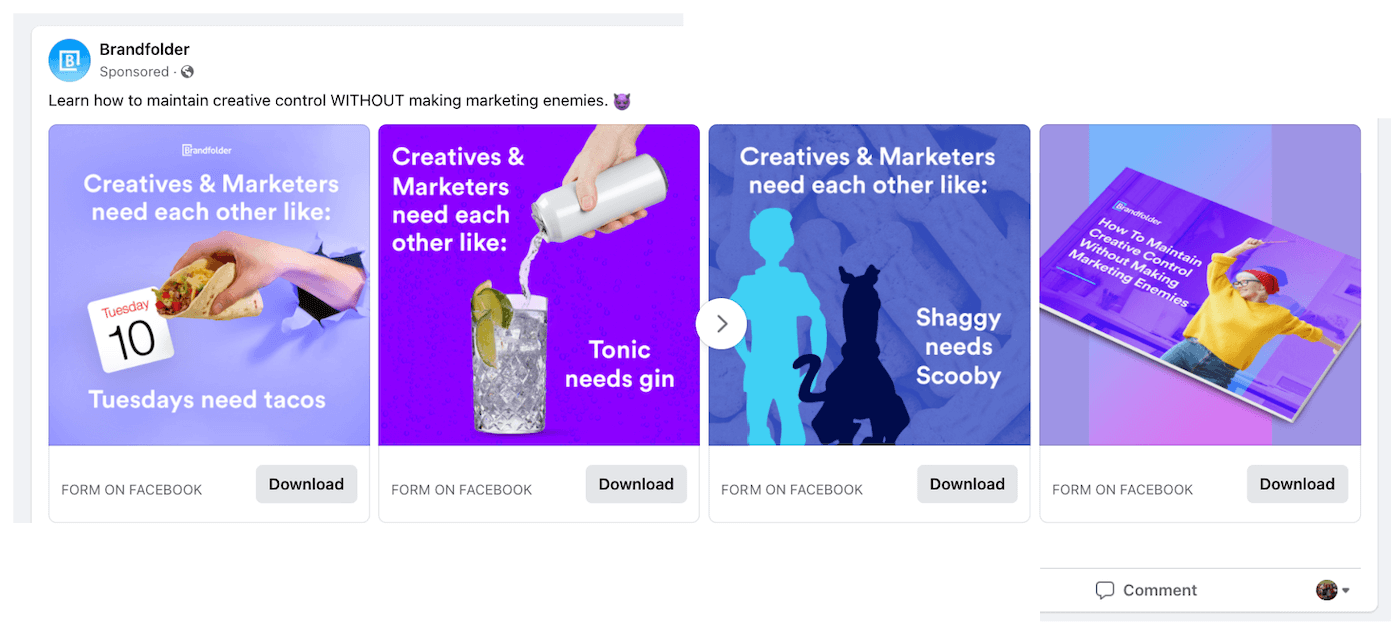 Brandfolder
Sponsored ·
Learn how to maintain creative control WITHOUT making marketing enemies. 😈
Brandfolder
Creatives & Marketers
need each other like:
Tuesday
10
Tuesdays need tacos
FORM ON FACEBOOK
Download
Creatives &
Marketers
need each
other like:
Tonic
needs gin
FORM ON FACEBOOK
Download
Creatives & Marketers
need each other like:
Shaggy
needs
Scooby
FORM ON FACEBOOK
Download
Brandfolder
How To Maintain
Creative Control
Without Making
Marketing Enemies
FORM ON FACEBOOK
Download
Comment